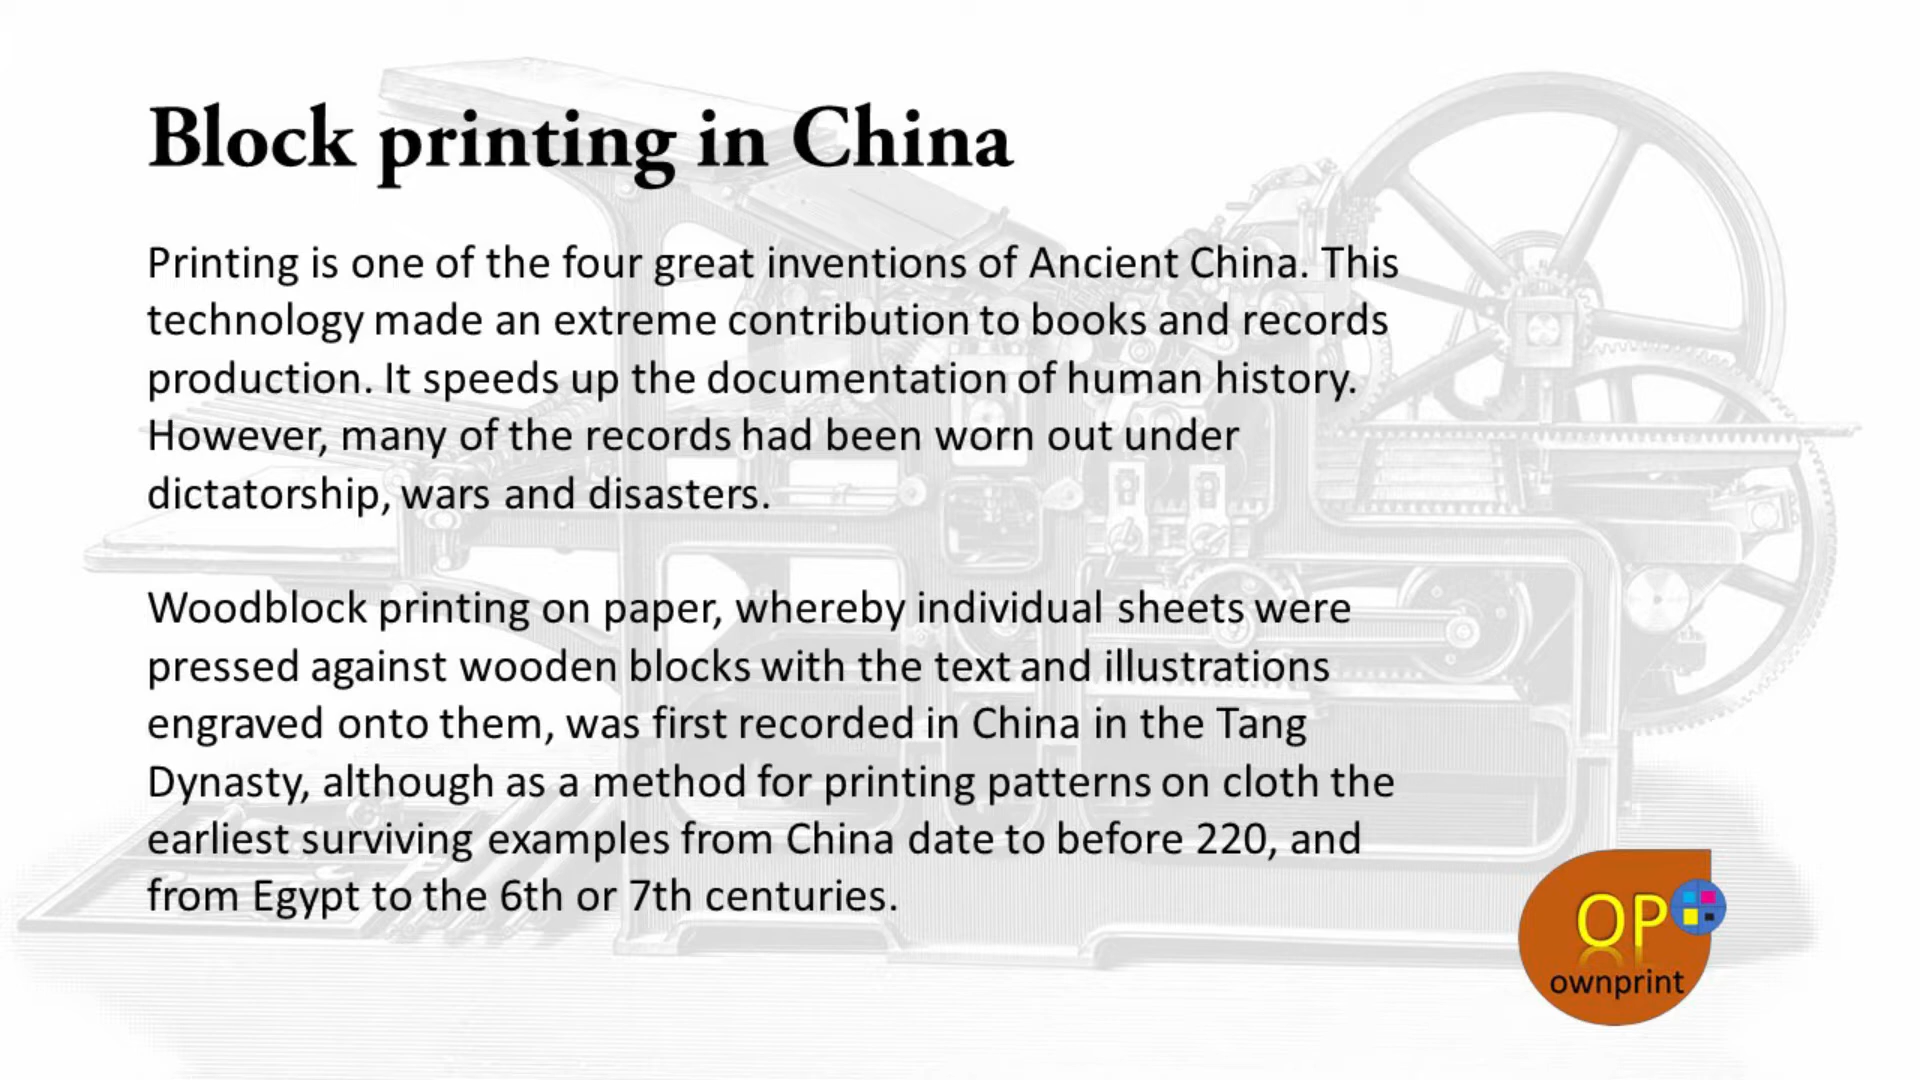 Block printing in China
Printing is one of the four great inventions of Ancient China. This
technology made an extreme contribution to books and records
production. It speeds up the documentation of human history.
However, many of the records had been worn out under
dictatorship, wars and disasters.
Woodblock printing on paper, whereby individual sheets were
pressed against wooden blocks with the text and illustrations
engraved onto them, was first recorded in China in the Tang
Dynasty, although as a method for printing patterns on cloth the
earliest surviving examples from China date to before 220, and
from Egypt to the 6th or 7th centuries.
OP
ownprint